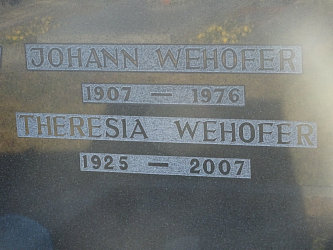 JOHANN WEHOFER
1907 — 1976
THERESIA WEHOFER
1925 — 2007